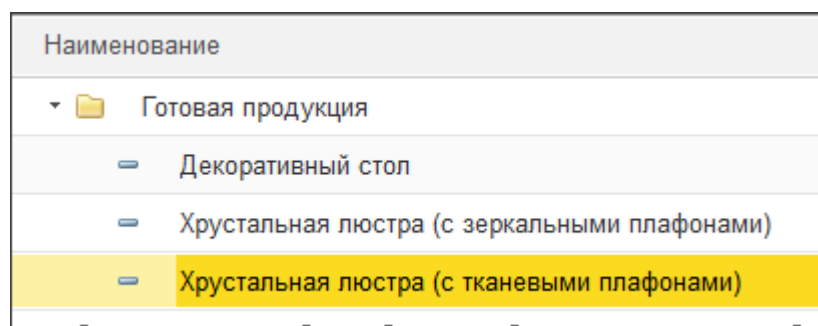 Наименование
Готовая продукция
Декоративный стол
Хрустальная люстра (с зеркальными плафонами)
Хрустальная люстра (с тканевыми плафонами)